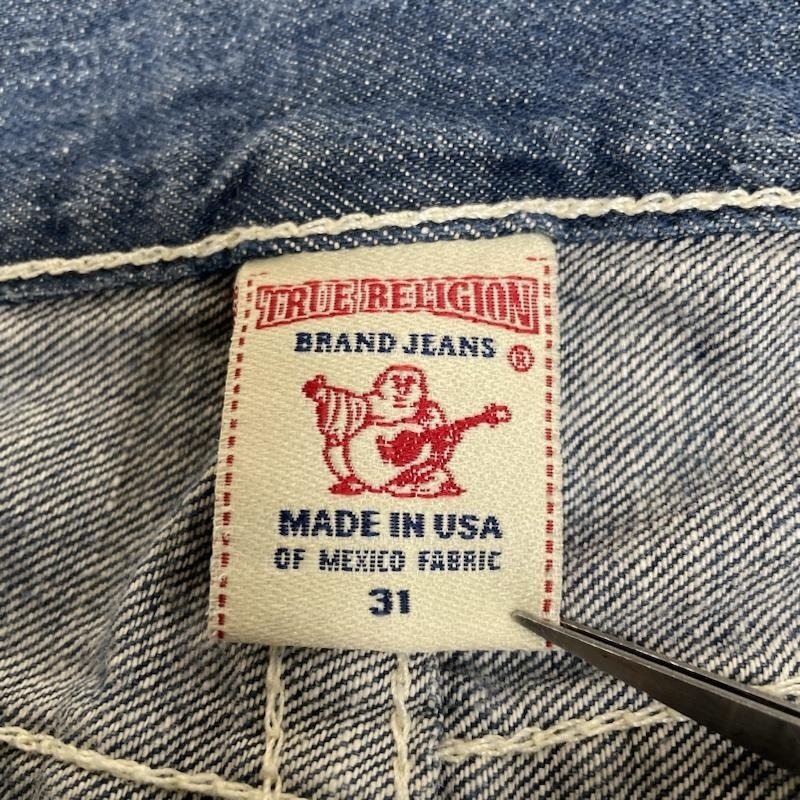 TRUE RELIGION
BRAND JEANS ®
MADE IN USA
OF MEXICO FABRIC
31